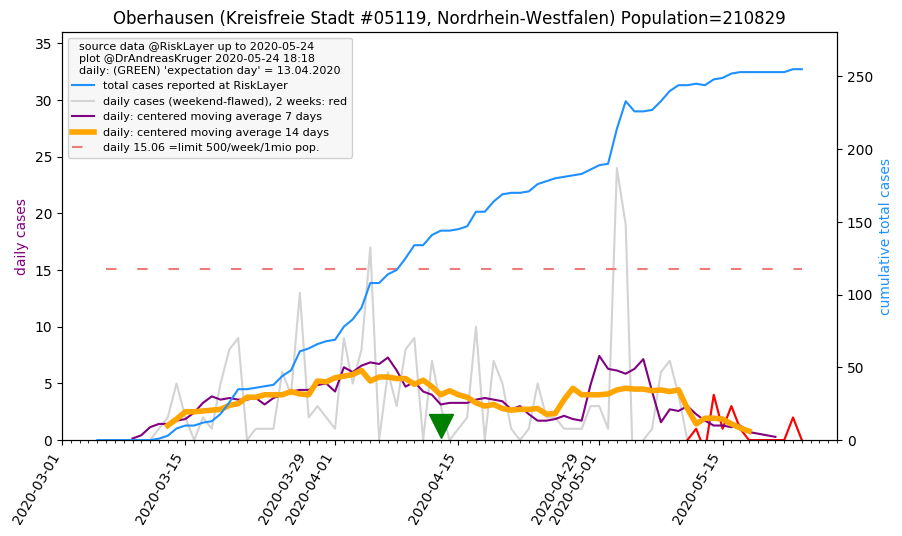 Oberhausen (Kreisfreie Stadt #05119, Nordrhein-Westfalen) Population=210829
source data @RiskLayer up to 2020-05-24
plot @DrAndreasKruger 2020-05-24 18:18
daily: (GREEN) 'expectation day' = 13.04.2020
total cases reported at RiskLayer
daily cases (weekend-flawed), 2 weeks: red
daily: centered moving average 7 days
daily: centered moving average 14 days
daily 15.06 =limit 500/week/1mio pop.
daily cases
35
30
25
20
15
10
5
0
cumulative total cases
250
200
150
100
50
0
2020-03-01
2020-03-15
2020-03-29
2020-04-01
2020-04-15
2020-04-29
2020-05-01
2020-05-15